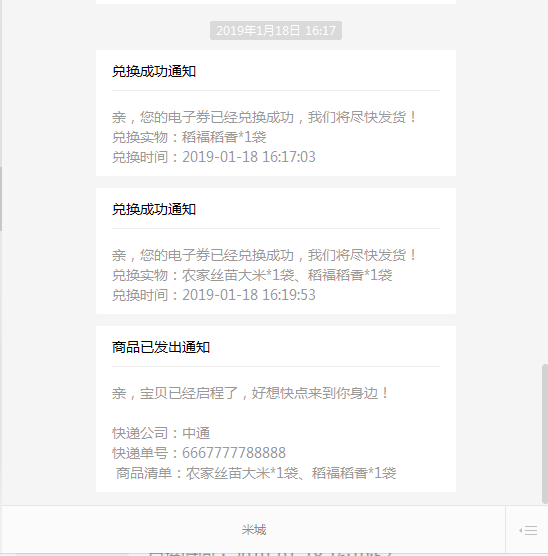 2019年1月18日 16:17
兑换成功通知
亲，您的电子券已经兑换成功，我们将尽快发货！
兑换实物：稻福稻香*1袋
兑换时间：2019-01-18 16:17:03
兑换成功通知
亲，您的电子券已经兑换成功，我们将尽快发货！
兑换实物：农家丝苗大米*1袋、稻福稻香*1袋
兑换时间：2019-01-18 16:19:53
商品已发出通知
亲，宝贝已经启程了，好想快点来到你身边！
快递公司：中通
快递单号：6667777788888
商品清单：农家丝苗大米*1袋、稻福稻香*1袋
米城